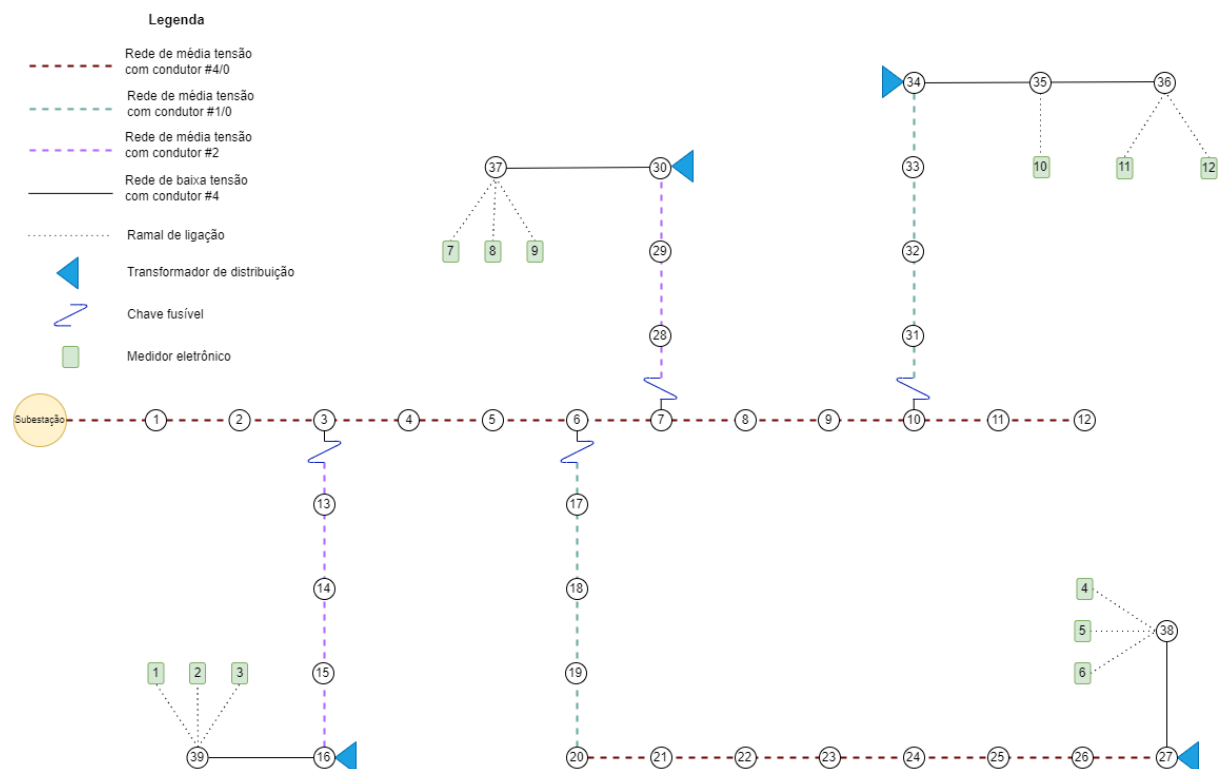 Legenda
Rede de média tensão
com condutor #4/0
Rede de média tensão
com condutor #1/0
Rede de média tensão
com condutor #2
Rede de baixa tensão
com condutor #4
Ramal de ligação
Transformador de distribuição
Chave fusível
Medidor eletrônico
34 35 36
37 30 33 10 11 12
7 8 9 29 32
28 31
Subestação 1 2 3 4 5 6 7 8 9 10 11 12
13 17
14 18 4
5 38
1 2 3 15 19 6
39 16 20 21 22 23 24 25 26 27